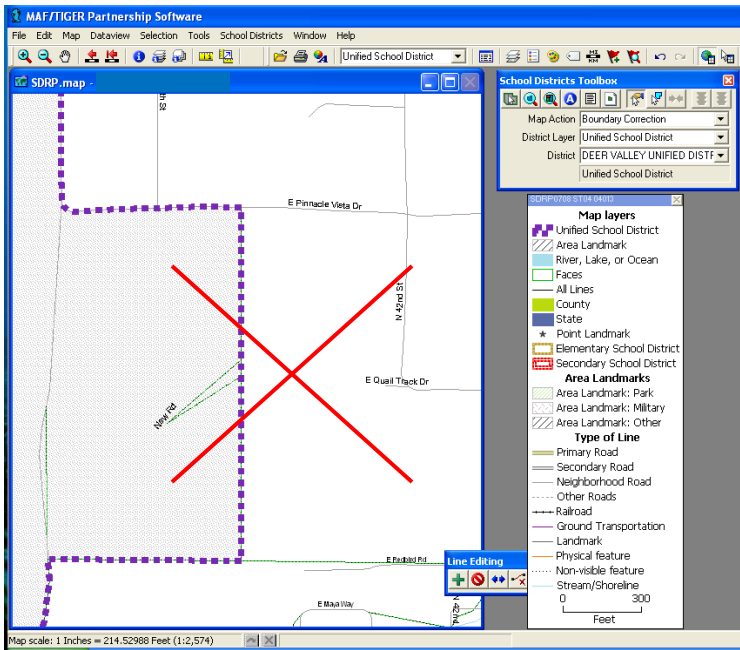 MAF/TIGER Partnership Software
File Edit Map Dataview Selection Tools School Districts Window Help
Unified School District
SDRP.map -
th St
E Pinnacle Vista Dr
N 42nd St
E Quail Track Dr
New Rd
E Redbird Rd
E Maya Way
N 42nd
School Districts Toolbox
Map Action Boundary Correction
District Layer Unified School District
District DEER VALLEY UNIFIED DISTF
Unified School District
SDRP0708 ST04 04013
Map layers
Unified School District
Area Landmark
River, Lake, or Ocean
Faces
All Lines
County
State
Point Landmark
Elementary School District
Secondary School District
Area Landmarks
Area Landmark: Park
Area Landmark: Military
Area Landmark: Other
Type of Line
Primary Road
Secondary Road
Neighborhood Road
Other Roads
Railroad
Ground Transportation
Landmark
Physical feature
Non-visible feature
Stream/Shoreline
0 300
Feet
Line Editing
Map scale: 1 Inches = 214.52988 Feet (1:2,574)